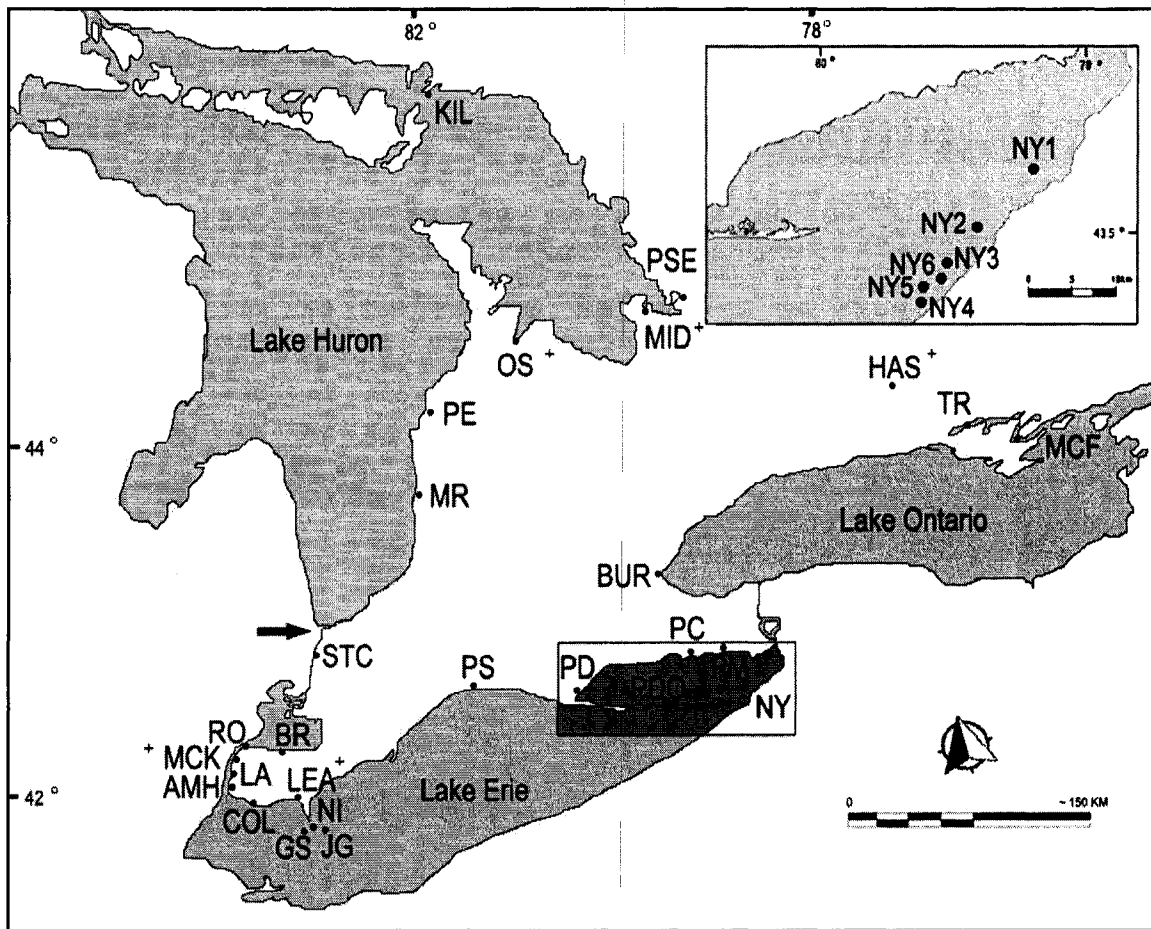 82°
78°
80°
79°
KIL
NY1
NY2
NY6 NY3
NY5
NY4
PSE
MID+
OS +
Lake Huron
HAS+
TR
PE
MCF
44°
MR
Lake Ontario
BUR
STC
PC
PS
PD
NY
RO
BR
+
MCK
LA
LEA+
AMH
42°
Lake Erie
NI
COL
GS
JG
0 ~ 150 KM